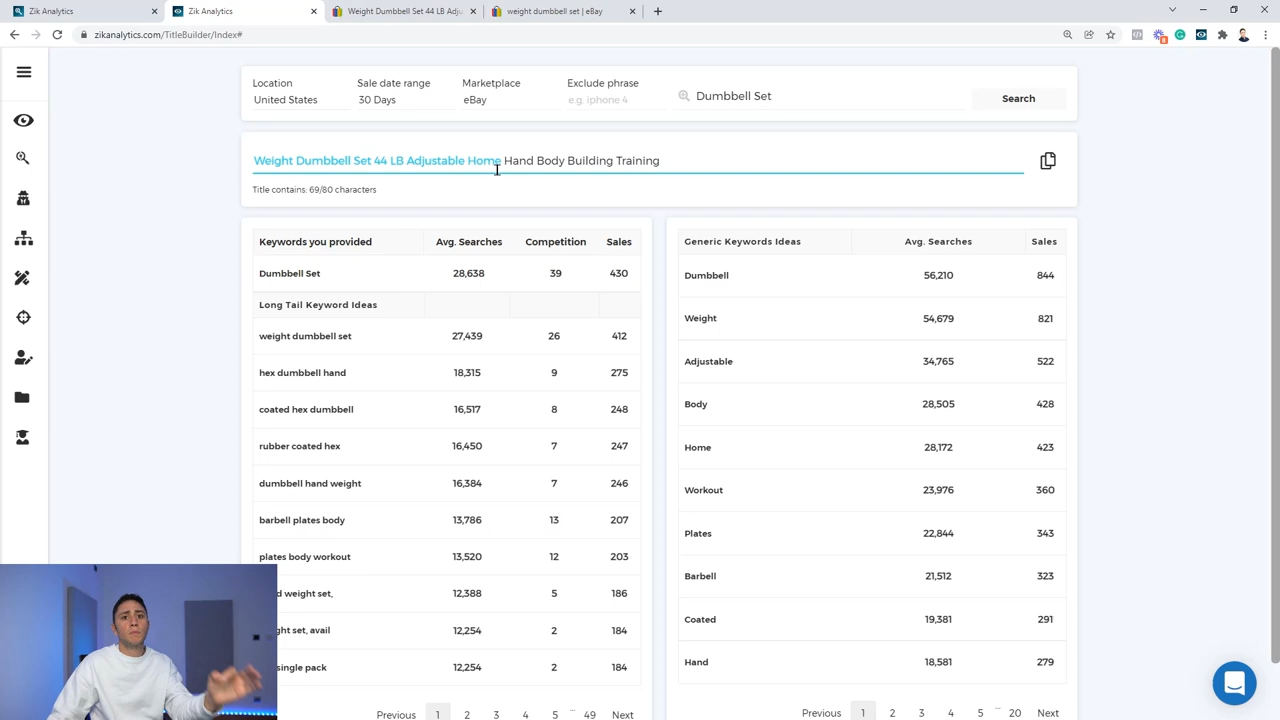 Zik Analytics
Zik Analytics
Weight Dumbbell Set 44 LB Adju
weight dumbbell set | eBay
zikanalytics.com/TitleBuilder/Index#
8
Location
United States
Sale date range
30 Days
Marketplace
eBay
Exclude phrase
e.g. iphone 4
Dumbbell Set
Search
Weight Dumbbell Set 44 LB Adjustable Home Hand Body Building Training
Title contains: 69/80 characters
Keywords you provided Avg. Searches Competition Sales
Dumbbell Set 28,638 39 430
Long Tail Keyword Ideas
weight dumbbell set 27,439 26 412
hex dumbbell hand 18,315 9 275
coated hex dumbbell 16,517 8 248
rubber coated hex 16,450 7 247
dumbbell hand weight 16,384 7 246
barbell plates body 13,786 13 207
plates body workout 13,520 12 203
weight set, 12,388 5 186
ght set, avail 12,254 2 184
single pack 12,254 2 184
Previous 1 2 3 4 5 ... 49 Next
Generic Keywords Ideas Avg. Searches Sales
Dumbbell 56,210 844
Weight 54,679 821
Adjustable 34,765 522
Body 28,505 428
Home 28,172 423
Workout 23,976 360
Plates 22,844 343
Barbell 21,512 323
Coated 19,381 291
Hand 18,581 279
Previous 1 2 3 4 5 ... 20 Next